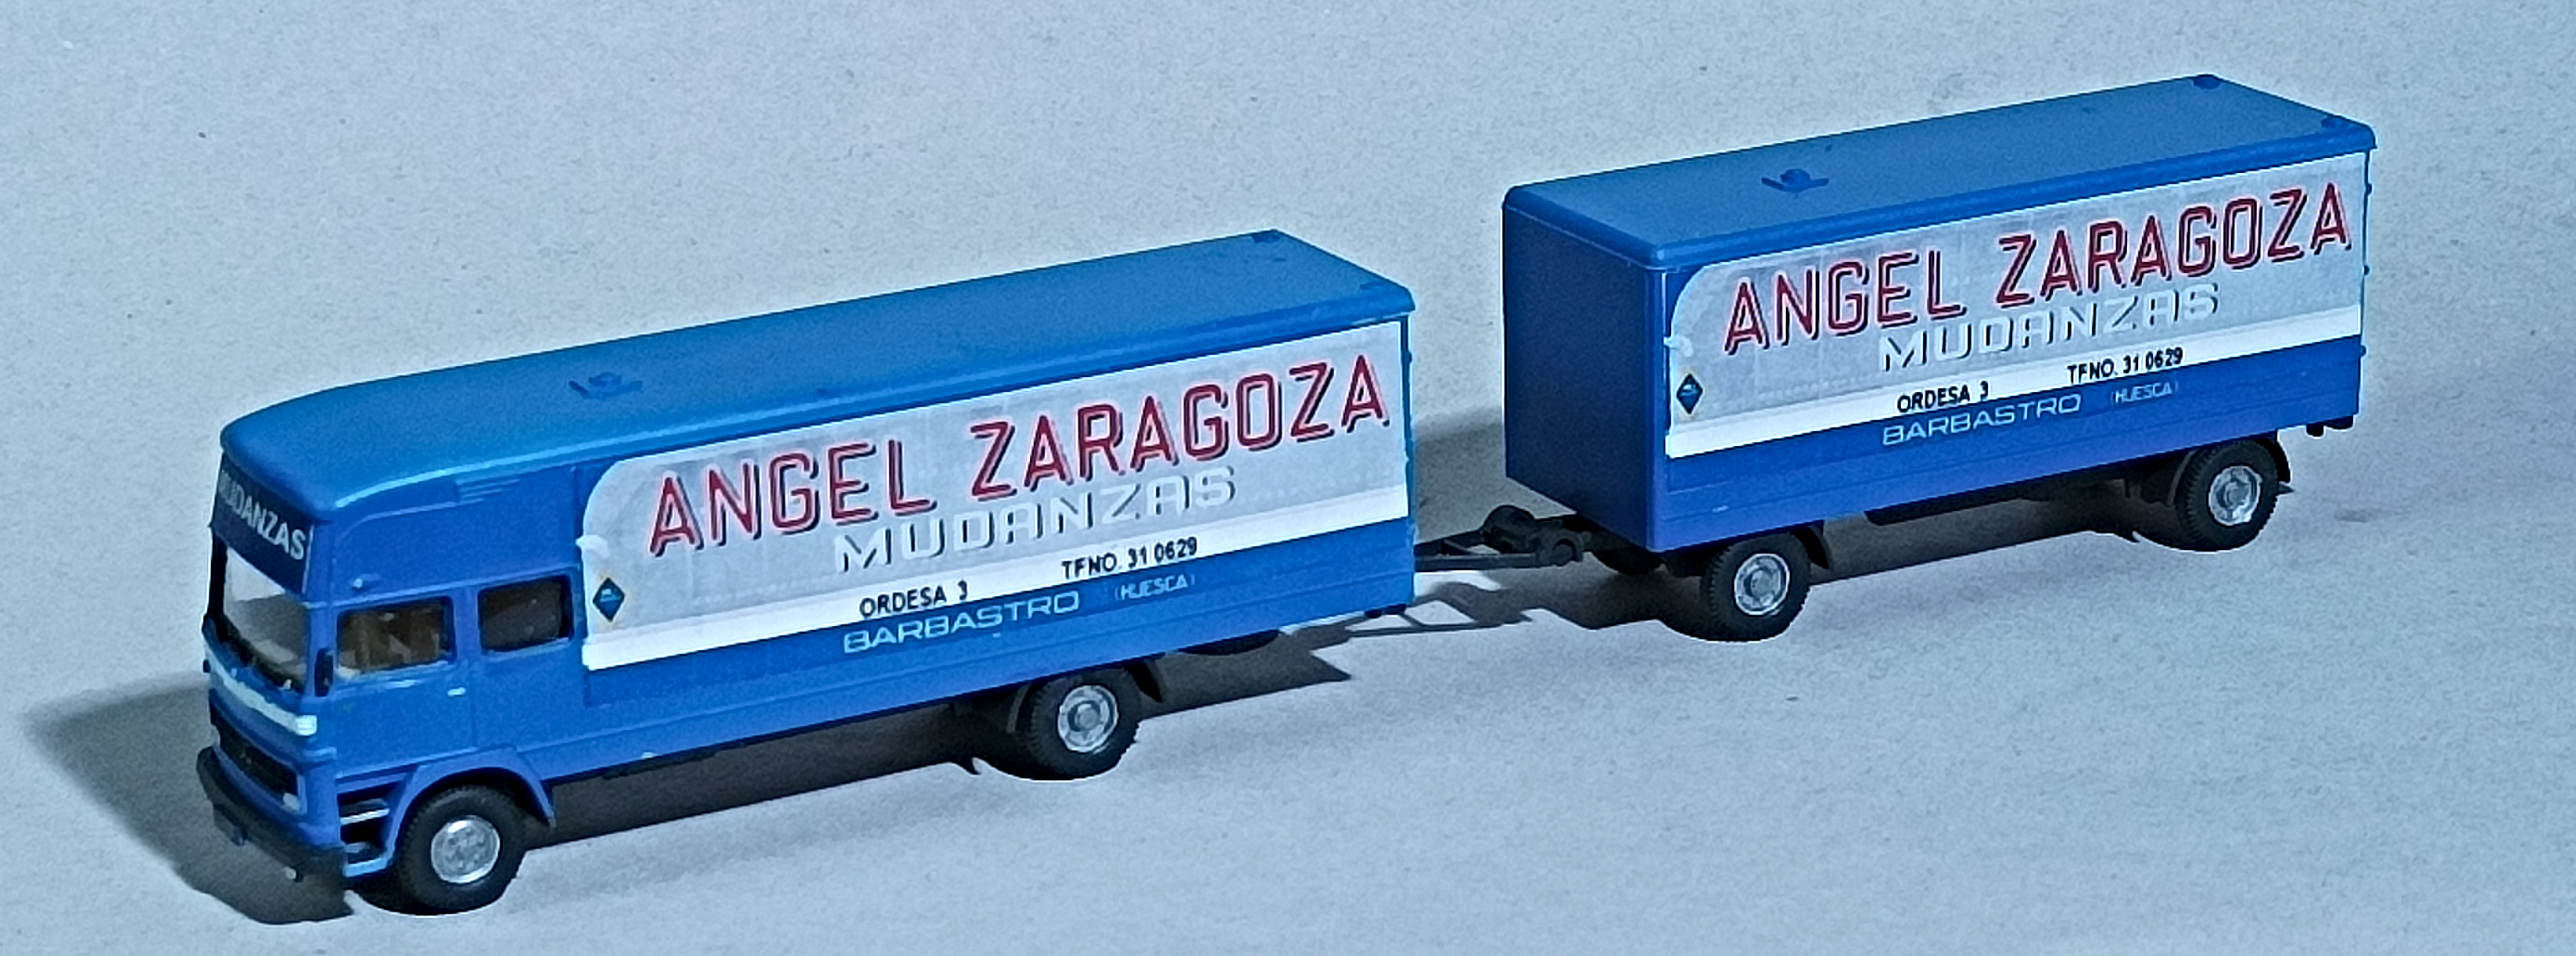 MUDANZAS
ANGEL ZARAGOZA
MUDANZAS
ORDESA 3 TFNO. 31 0629
BARBASTRO (HUESCA)
ANGEL ZARAGOZA
MUDANZAS
ORDESA 3 TFNO. 31 0629
BARBASTRO (HUESCA)